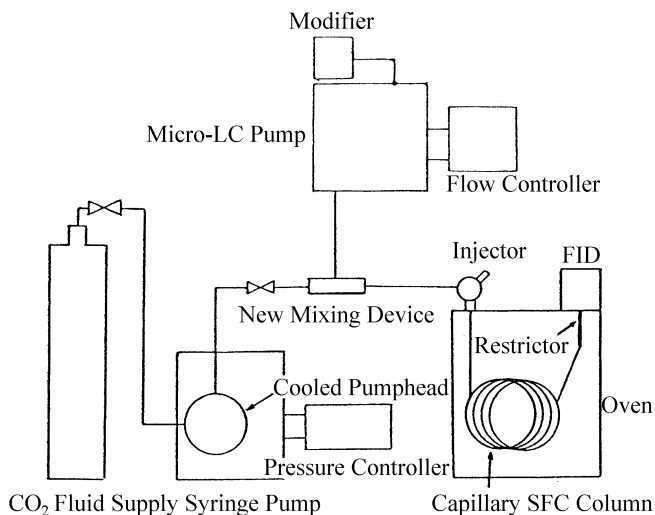 Modifier
Micro-LC Pump
Flow Controller
Injector
FID
New Mixing Device
Restrictor
Cooled Pumphead
Oven
Pressure Controller
CO₂ Fluid Supply Syringe Pump
Capillary SFC Column